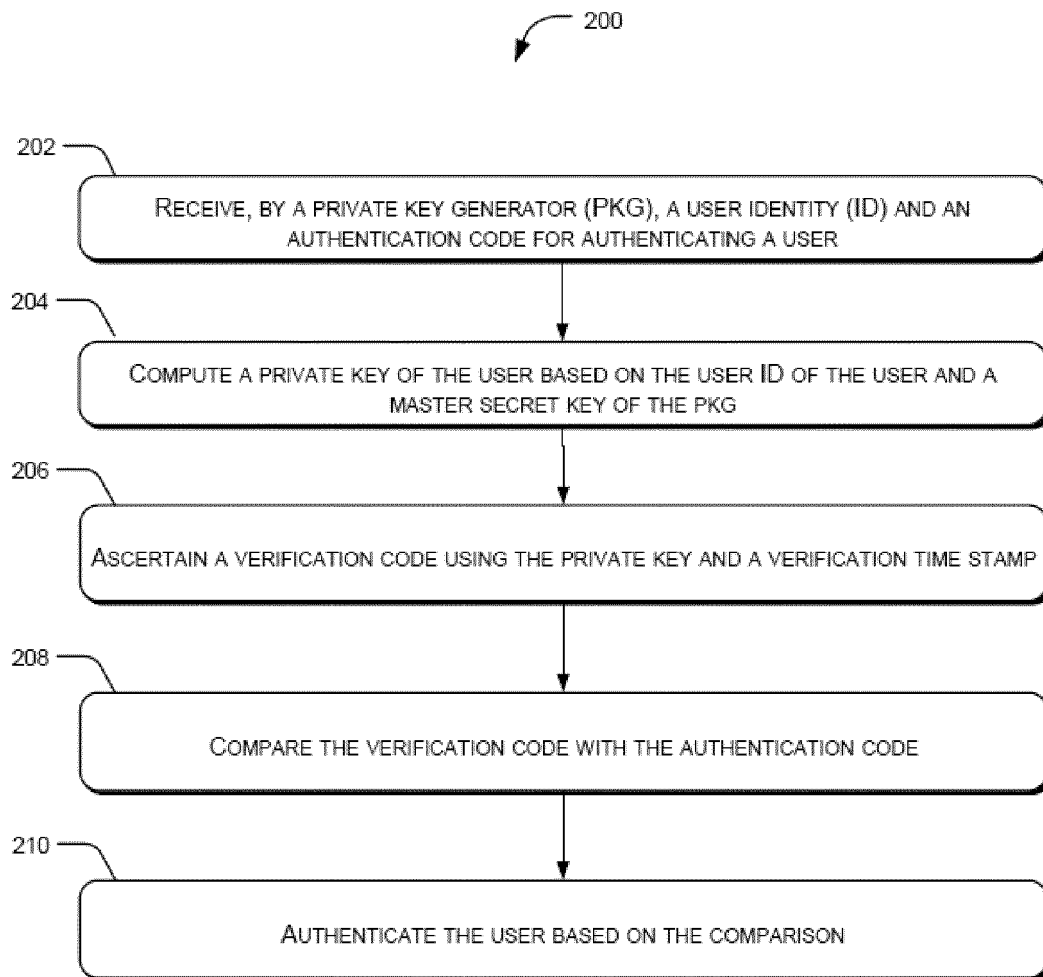 200
202
RECEIVE, BY A PRIVATE KEY GENERATOR (PKG), A USER IDENTITY (ID) AND AN
AUTHENTICATION CODE FOR AUTHENTICATING A USER
204
COMPUTE A PRIVATE KEY OF THE USER BASED ON THE USER ID OF THE USER AND A
MASTER SECRET KEY OF THE PKG
206
ASCERTAIN A VERIFICATION CODE USING THE PRIVATE KEY AND A VERIFICATION TIME STAMP
208
COMPARE THE VERIFICATION CODE WITH THE AUTHENTICATION CODE
210
AUTHENTICATE THE USER BASED ON THE COMPARISON